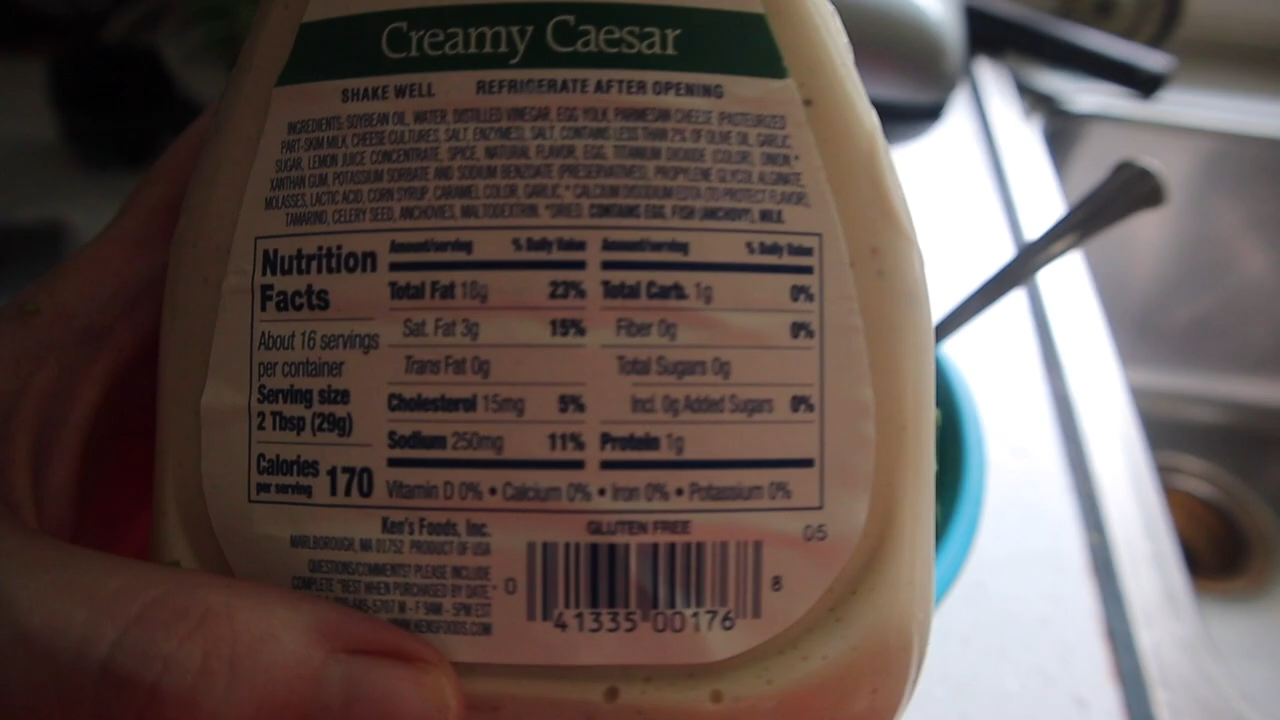 Creamy Caesar
SHAKE WELL REFRIGERATE AFTER OPENING
INGREDIENTS: SOYBEAN OIL, WATER, DISTILLED VINEGAR, EGG YOLK, PARMESAN CHEESE (PASTEURIZED
PART-SKIM MILK, CHEESE CULTURES, SALT, ENZYMES), SALT, CONTAINS LESS THAN 2% OF OLIVE OIL, GARLIC,
SUGAR, LEMON JUICE CONCENTRATE, SPICE, NATURAL FLAVOR, EGG, TITANIUM DIOXIDE (COLOR), ONION,*
XANTHAN GUM, POTASSIUM SORBATE AND SODIUM BENZOATE (PRESERVATIVES), PROPYLENE GLYCOL ALGINATE,
MOLASSES, LACTIC ACID, CORN SYRUP, CARAMEL COLOR, GARLIC,* CALCIUM DISODIUM EDTA (TO PROTECT FLAVOR),
TAMARIND, CELERY SEED, ANCHOVIES, MALTODEXTRIN. *DRIED. CONTAINS EGG, FISH (ANCHOVY), MILK.
Nutrition
Facts
About 16 servings
per container
Serving size
2 Tbsp (29g)
Calories 170
per serving
Amount/serving % Daily Value
Total Fat 18g 23%
Sat. Fat 3g 15%
Trans Fat 0g
Cholesterol 15mg 5%
Sodium 250mg 11%
Amount/serving % Daily Value
Total Carb. 1g 0%
Fiber 0g 0%
Total Sugars 0g
Incl. 0g Added Sugars 0%
Protein 1g
Vitamin D 0% • Calcium 0% • Iron 0% • Potassium 0%
Ken's Foods, Inc.
MARLBOROUGH, MA 01752 PRODUCT OF USA
QUESTIONS/COMMENTS? PLEASE INCLUDE
COMPLETE "BEST WHEN PURCHASED BY DATE."
M - F 9AM - 5PM EST
WWW.KENSFOODS.COM
GLUTEN FREE
05
0 41335 00176 8